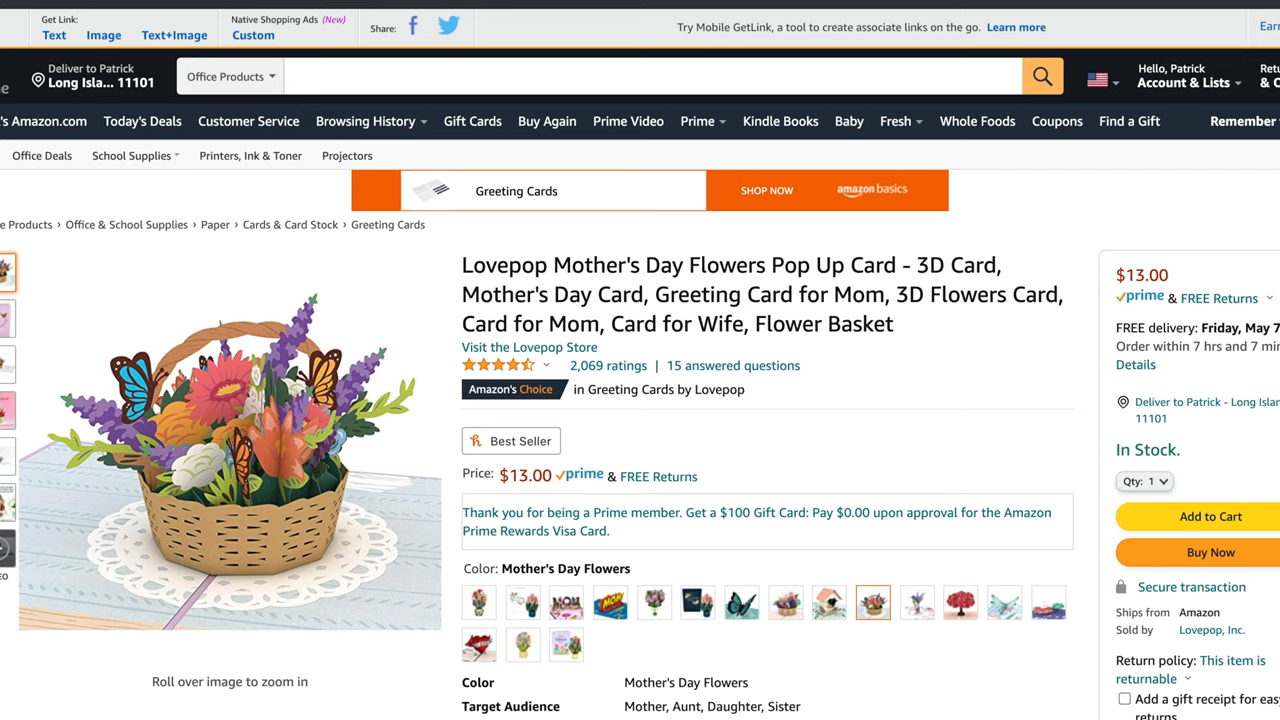 Get Link:
Native Shopping Ads (New)
Share:
Text Image Text+Image
Custom
Try Mobile GetLink, a tool to create associate links on the go. Learn more
Deliver to Patrick
Long Isla... 11101
Office Products
Hello, Patrick
Account & Lists
's Amazon.com Today's Deals Customer Service Browsing History Gift Cards Buy Again Prime Video Prime Kindle Books Baby Fresh Whole Foods Coupons Find a Gift Remember
Office Deals School Supplies Printers, Ink & Toner Projectors
Greeting Cards SHOP NOW amazon basics
Products › Office & School Supplies › Paper › Cards & Card Stock › Greeting Cards
Lovepop Mother's Day Flowers Pop Up Card - 3D Card,
Mother's Day Card, Greeting Card for Mom, 3D Flowers Card,
Card for Mom, Card for Wife, Flower Basket
Visit the Lovepop Store
2,069 ratings | 15 answered questions
Amazon's Choice in Greeting Cards by Lovepop
Best Seller
Price: $13.00 prime & FREE Returns
Thank you for being a Prime member. Get a $100 Gift Card: Pay $0.00 upon approval for the Amazon
Prime Rewards Visa Card.
Color: Mother's Day Flowers
MOM
Color Mother's Day Flowers
Target Audience Mother, Aunt, Daughter, Sister
Roll over image to zoom in
$13.00
prime & FREE Returns
FREE delivery: Friday, May 7
Order within 7 hrs and 7 min
Details
Deliver to Patrick - Long Islan
11101
In Stock.
Qty: 1
Add to Cart
Buy Now
Secure transaction
Ships from Amazon
Sold by Lovepop, Inc.
Return policy: This item is
returnable
Add a gift receipt for easy
returns